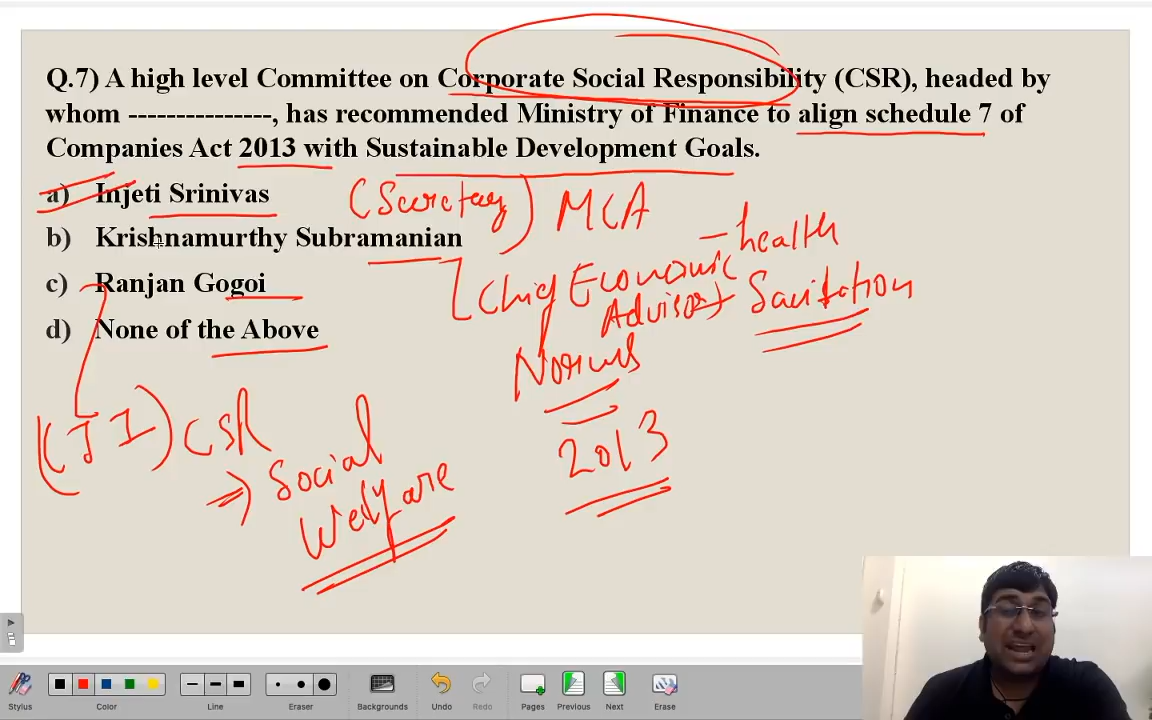 Q.7) A high level Committee on Corporate Social Responsibility (CSR), headed by
whom ---------------, has recommended Ministry of Finance to align schedule 7 of
Companies Act 2013 with Sustainable Development Goals.
a) Injeti Srinivas
(Secretary) MCA
b) Krishnamurthy Subramanian
- health
c) Ranjan Gogoi
[Chief Economic
Advisor
Sanitation
d) None of the Above
Norms
(CJI) CSR
2013
⇒ Social
Welfare
Stylus Color Line Eraser Backgrounds Undo Redo Pages Previous Next Erase